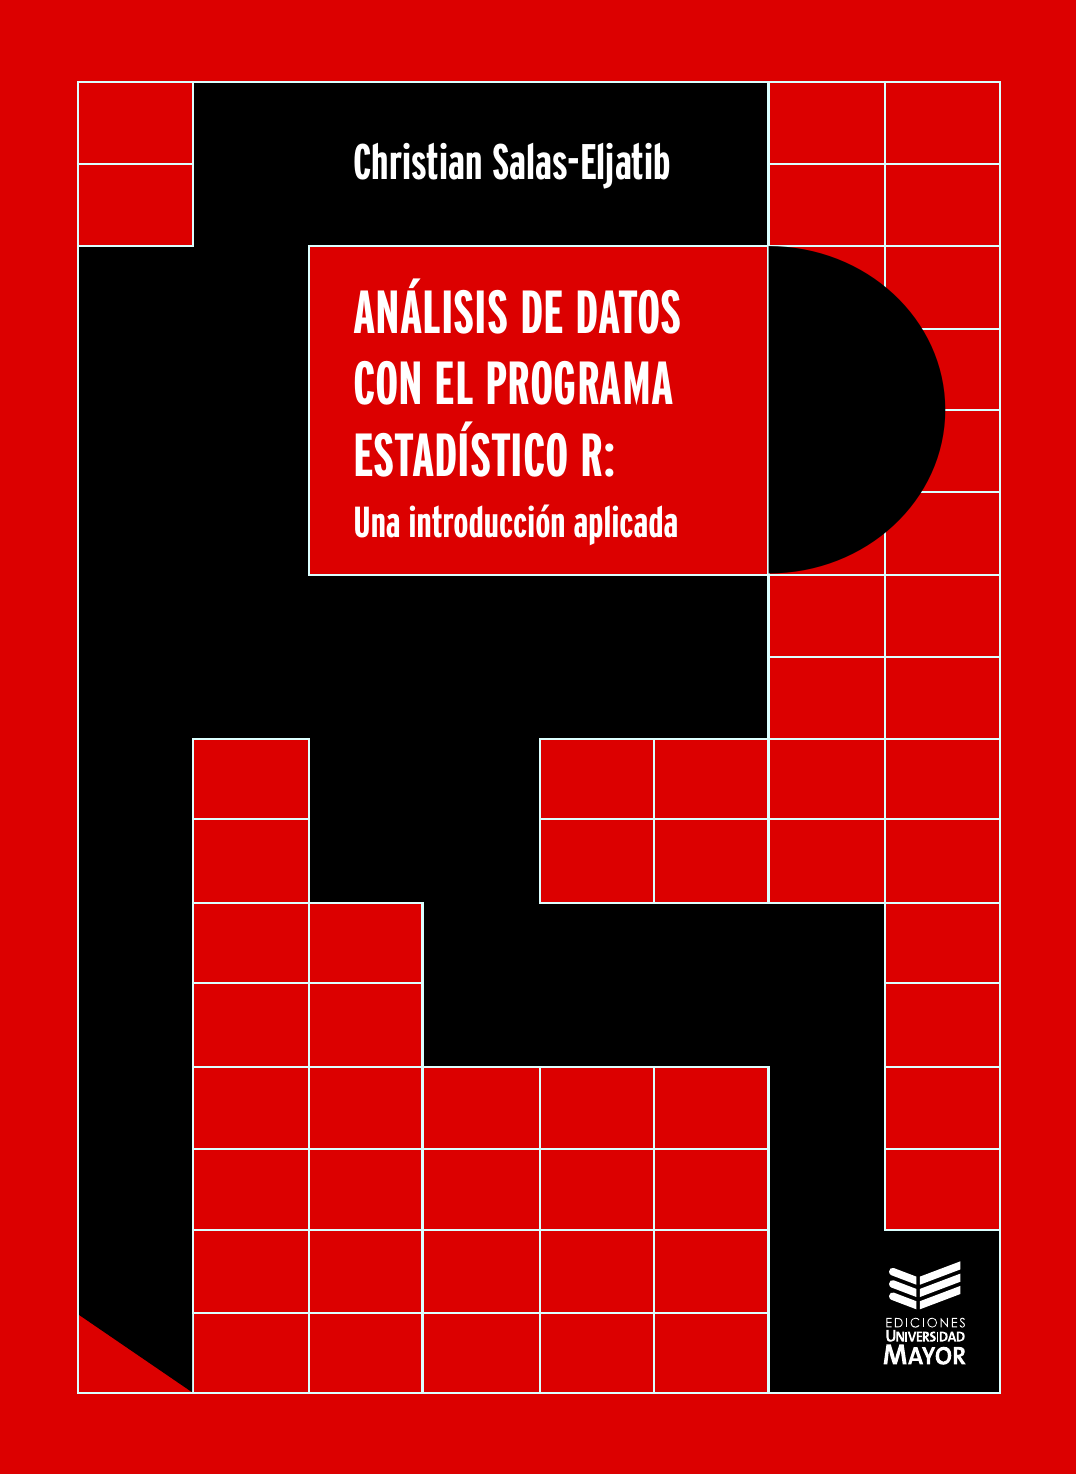 Christian Salas-Eljatib
ANÁLISIS DE DATOS
CON EL PROGRAMA
ESTADÍSTICO R:
Una introducción aplicada
EDICIONES
UNIVERSIDAD
MAYOR